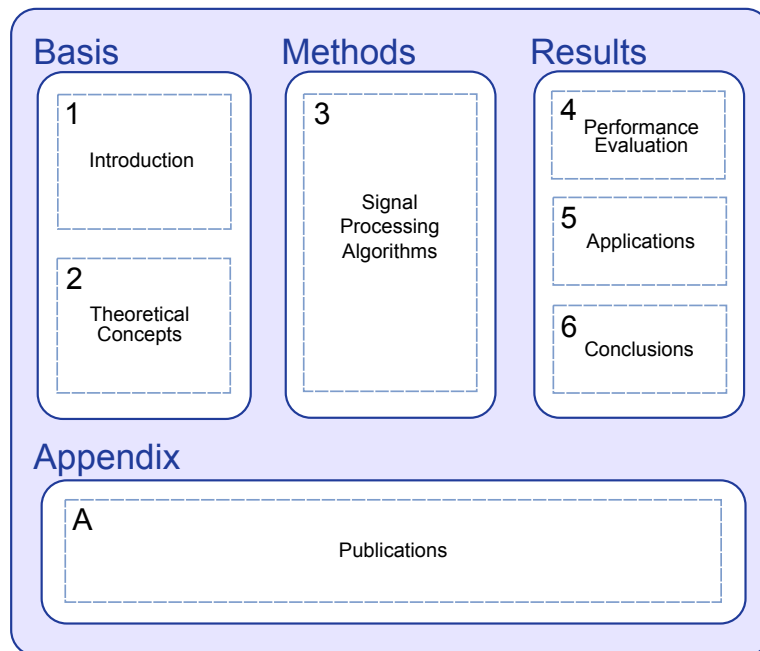 Basis
1
Introduction
2
Theoretical
Concepts
Methods
3
Signal
Processing
Algorithms
Results
4
Performance
Evaluation
5
Applications
6
Conclusions
Appendix
A
Publications